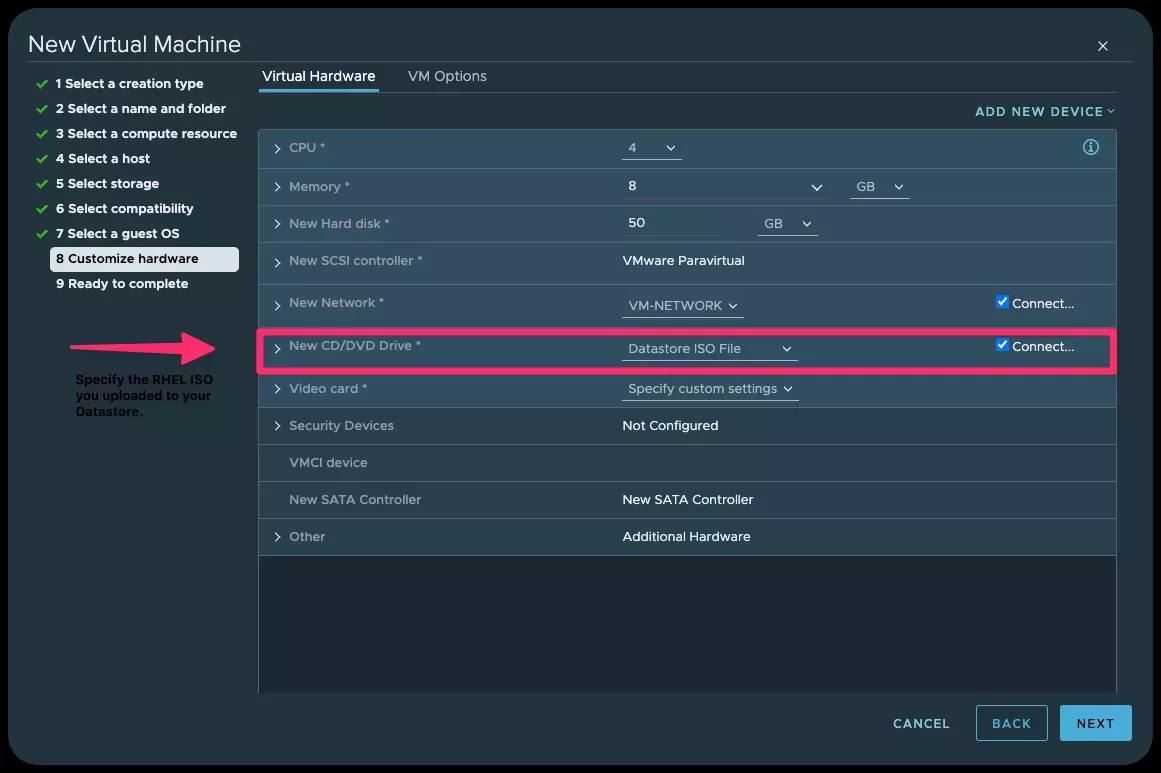 New Virtual Machine
1 Select a creation type
2 Select a name and folder
3 Select a compute resource
4 Select a host
5 Select storage
6 Select compatibility
7 Select a guest OS
8 Customize hardware
9 Ready to complete
Specify the RHEL ISO
you uploaded to your
Datastore.
Virtual Hardware VM Options
ADD NEW DEVICE
CPU * 4
Memory * 8 GB
New Hard disk * 50 GB
New SCSI controller * VMware Paravirtual
New Network * VM-NETWORK Connect...
New CD/DVD Drive * Datastore ISO File Connect...
Video card * Specify custom settings
Security Devices Not Configured
VMCI device
New SATA Controller New SATA Controller
Other Additional Hardware
CANCEL BACK NEXT